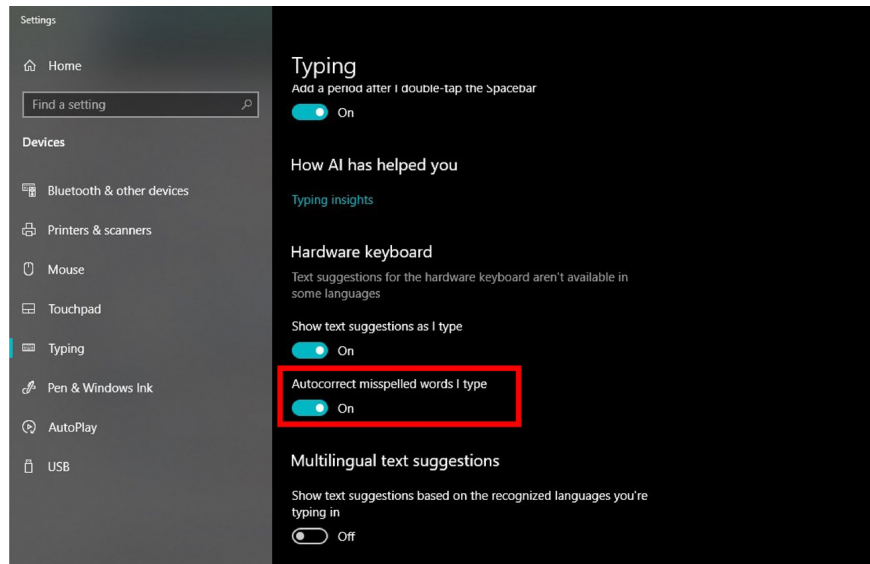 Settings
Home
Find a setting
Devices
Bluetooth & other devices
Printers & scanners
Mouse
Touchpad
Typing
Pen & Windows Ink
AutoPlay
USB
Typing
Add a period after I double-tap the Spacebar
On
How AI has helped you
Typing insights
Hardware keyboard
Text suggestions for the hardware keyboard aren't available in
some languages
Show text suggestions as I type
On
Autocorrect misspelled words I type
On
Multilingual text suggestions
Show text suggestions based on the recognized languages you're
typing in
Off